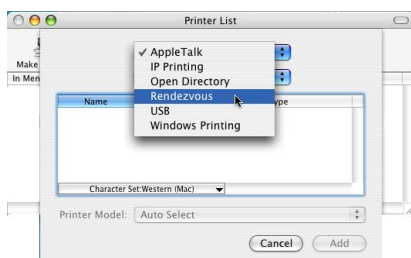 Printer List
Make
In Men
✓ AppleTalk
IP Printing
Open Directory
Rendezvous
USB
Windows Printing
Name
ype
Character Set:Western (Mac)
Printer Model: Auto Select
Cancel Add